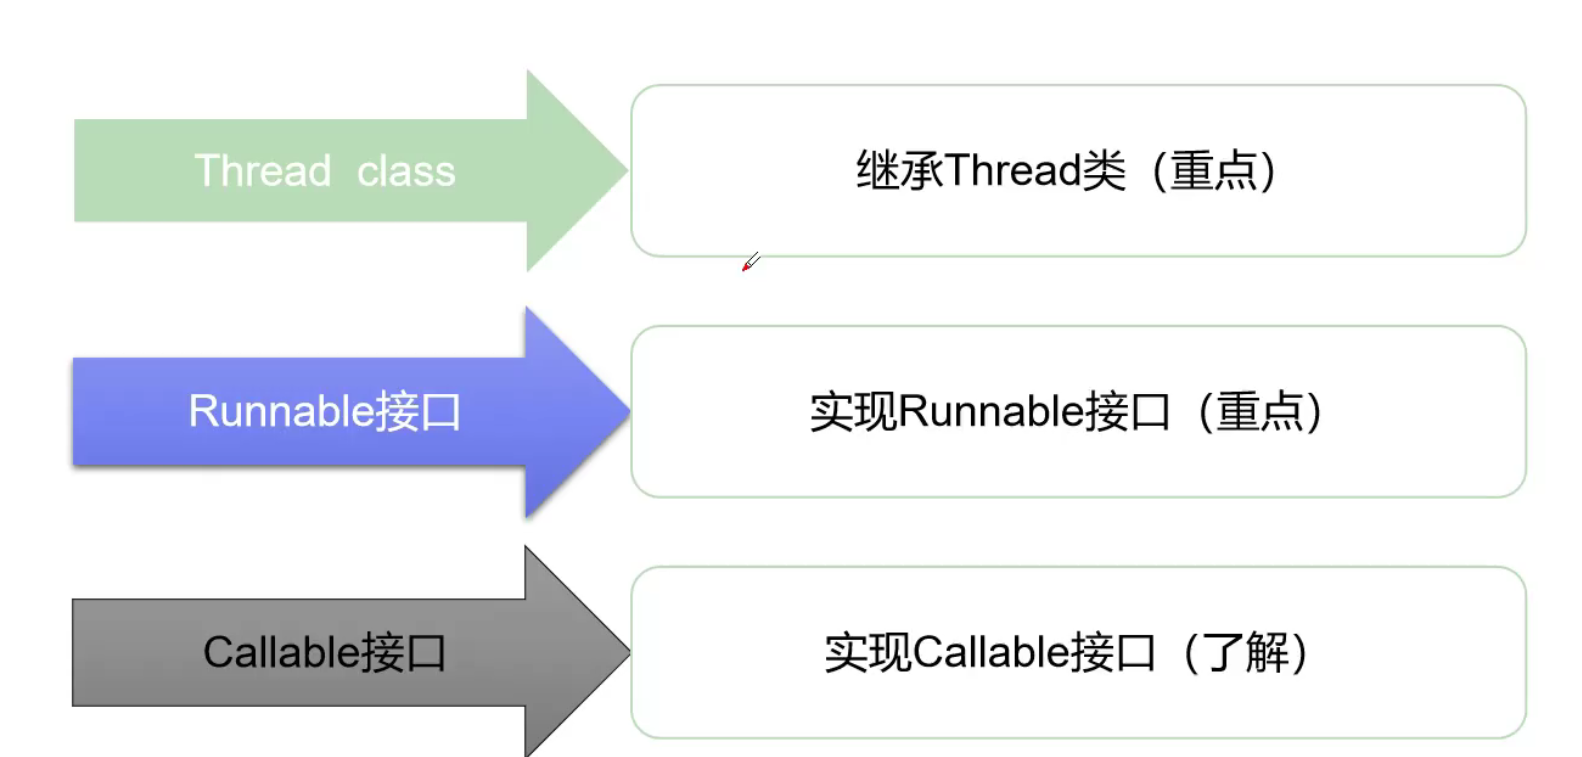 Thread class
继承Thread类（重点）
Runnable接口
实现Runnable接口（重点）
Callable接口
实现Callable接口（了解）